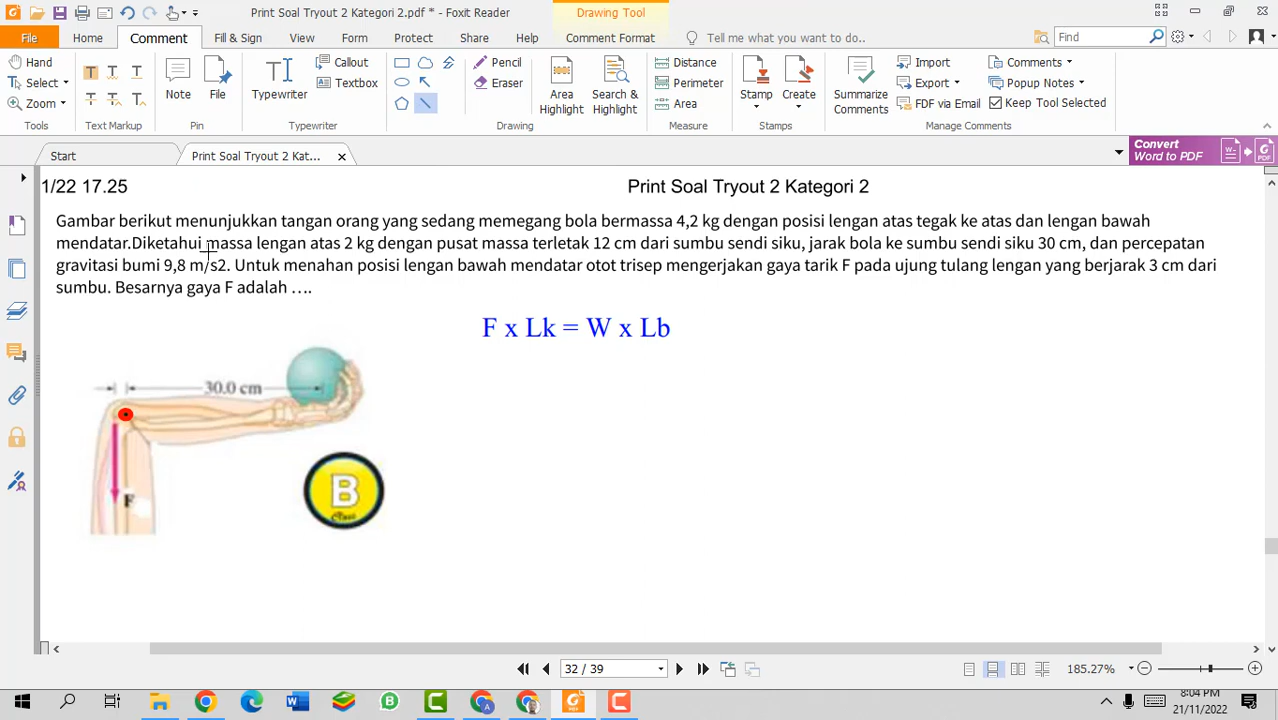 Print Soal Tryout 2 Kategori 2.pdf * - Foxit Reader
Drawing Tool
File
Home
Comment
Fill & Sign
View
Form
Protect
Share
Help
Comment Format
Tell me what you want to do..
Find
Hand
Select
Zoom
Tools
Text Markup
Note
File
Pin
Typewriter
Callout
Textbox
Typewriter
Pencil
Eraser
Drawing
Area Highlight
Search & Highlight
Distance
Perimeter
Area
Measure
Stamp
Create
Stamps
Summarize Comments
Import
Export
FDF via Email
Comments
Popup Notes
Keep Tool Selected
Manage Comments
Start
Print Soal Tryout 2 Kat...
Convert
Word to PDF
1/22 17.25
Print Soal Tryout 2 Kategori 2
Gambar berikut menunjukkan tangan orang yang sedang memegang bola bermassa 4,2 kg dengan posisi lengan atas tegak ke atas dan lengan bawah
mendatar.Diketahui massa lengan atas 2 kg dengan pusat massa terletak 12 cm dari sumbu sendi siku, jarak bola ke sumbu sendi siku 30 cm, dan percepatan
gravitasi bumi 9,8 m/s2. Untuk menahan posisi lengan bawah mendatar otot trisep mengerjakan gaya tarik F pada ujung tulang lengan yang berjarak 3 cm dari
sumbu. Besarnya gaya F adalah ….
F x Lk = W x Lb
30.0 cm
F
B
Class
32 / 39
185.27%
8:04 PM
21/11/2022